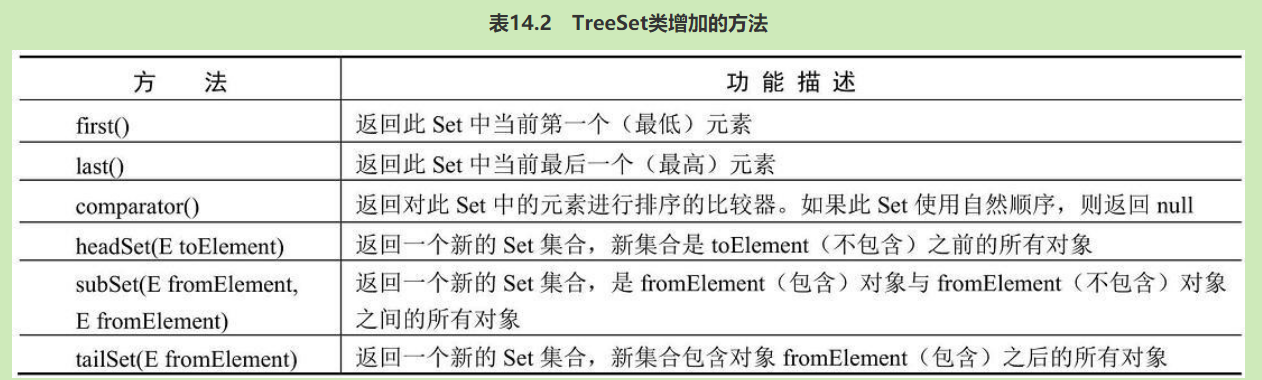 表14.2 TreeSet类增加的方法
方 法 功 能 描 述
first() 返回此 Set 中当前第一个（最低）元素
last() 返回此 Set 中当前最后一个（最高）元素
comparator() 返回对此 Set 中的元素进行排序的比较器。如果此 Set 使用自然顺序，则返回 null
headSet(E toElement) 返回一个新的 Set 集合，新集合是 toElement（不包含）之前的所有对象
subSet(E fromElement, 返回一个新的 Set 集合，是 fromElement（包含）对象与 fromElement（不包含）对象
E fromElement) 之间的所有对象
tailSet(E fromElement) 返回一个新的 Set 集合，新集合包含对象 fromElement（包含）之后的所有对象